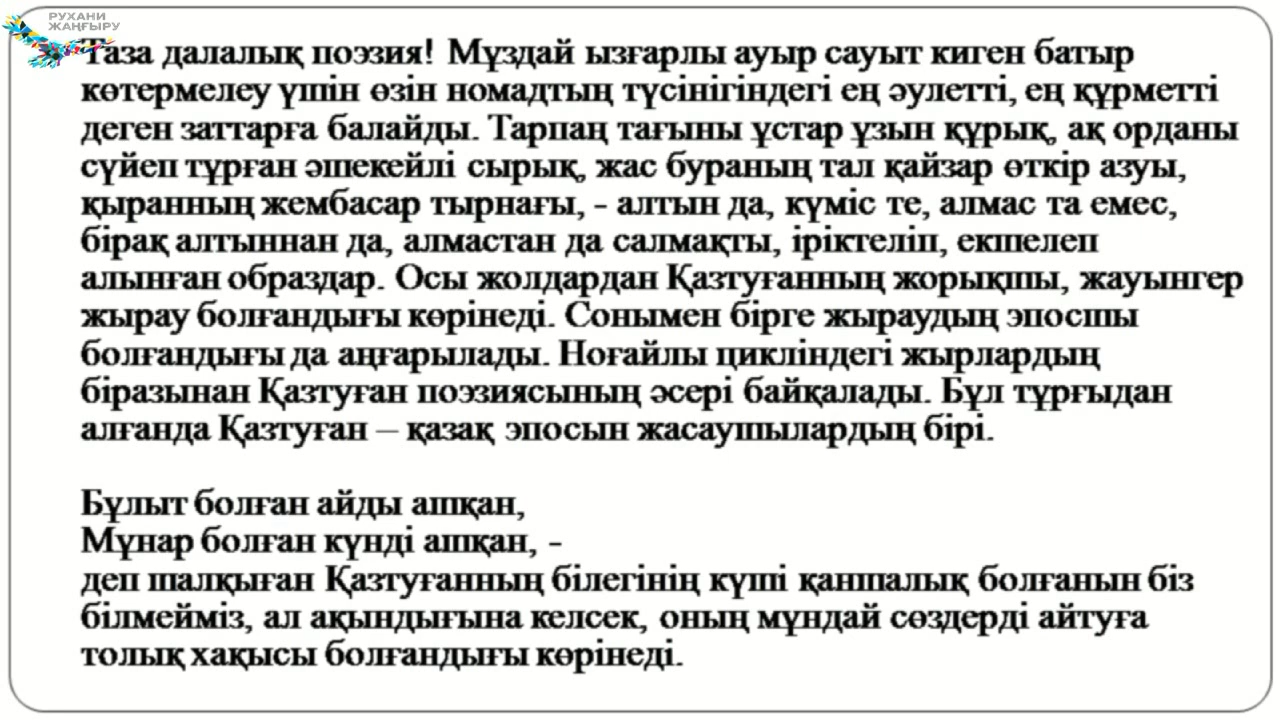 РУХАНИ
ЖАҢҒЫРУ
Таза далалық поэзия! Мұздай ызғарлы ауыр сауыт киген батыр
көтермелеу үшін өзін номадтың түсінігіндегі ең әулетті, ең құрметті
деген заттарға балайды. Тарпаң тағыны ұстар ұзын құрық, ақ орданы
сүйеп тұрған әшекейлі сырық, жас бураның тал қайзар өткір азуы,
қыранның жембасар тырнағы, - алтын да, күміс те, алмас та емес,
бірақ алтыннан да, алмастан да салмақты, іріктеліп, екшелеп
алынған образдар. Осы жолдардан Қазтуғанның жорықшы, жауынгер
жырау болғандығы көрінеді. Сонымен бірге жыраудың эпосшы
болғандығы да аңғарылады. Ноғайлы цикліндегі жырлардың
біразынан Қазтуған поэзиясының әсері байқалады. Бұл тұрғыдан
алғанда Қазтуған – қазақ эпосын жасаушылардың бірі.
Бұлыт болған айды ашқан,
Мұнар болған күнді ашқан, -
деп шалқыған Қазтуғанның білегінің күші қаншалық болғанын біз
білмейміз, ал ақындығына келсек, оның мұндай сөздерді айтуға
толық хақысы болғандығы көрінеді.